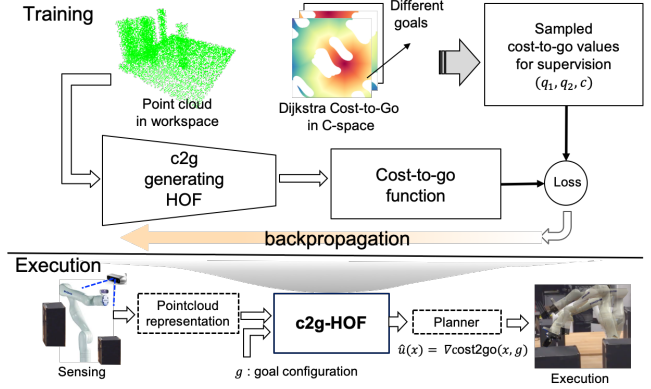 Training
Different
goals
Sampled
cost-to-go values
for supervision
(q₁, q₂, c)
Point cloud
in workspace
Dijkstra Cost-to-Go
in C-space
c2g
generating
HOF
Cost-to-go
function
Loss
backpropagation
Execution
Pointcloud
representation
c2g-HOF
Planner
û(x) = ∇cost2go(x, g)
Sensing
g : goal configuration
Execution